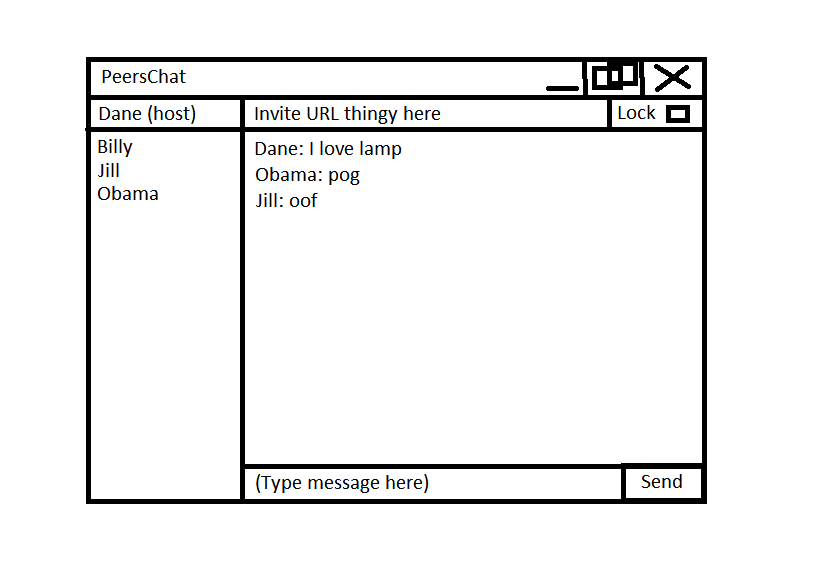 PeersChat
Dane (host)
Invite URL thingy here
Lock
Billy
Jill
Obama
Dane: I love lamp
Obama: pog
Jill: oof
(Type message here)
Send